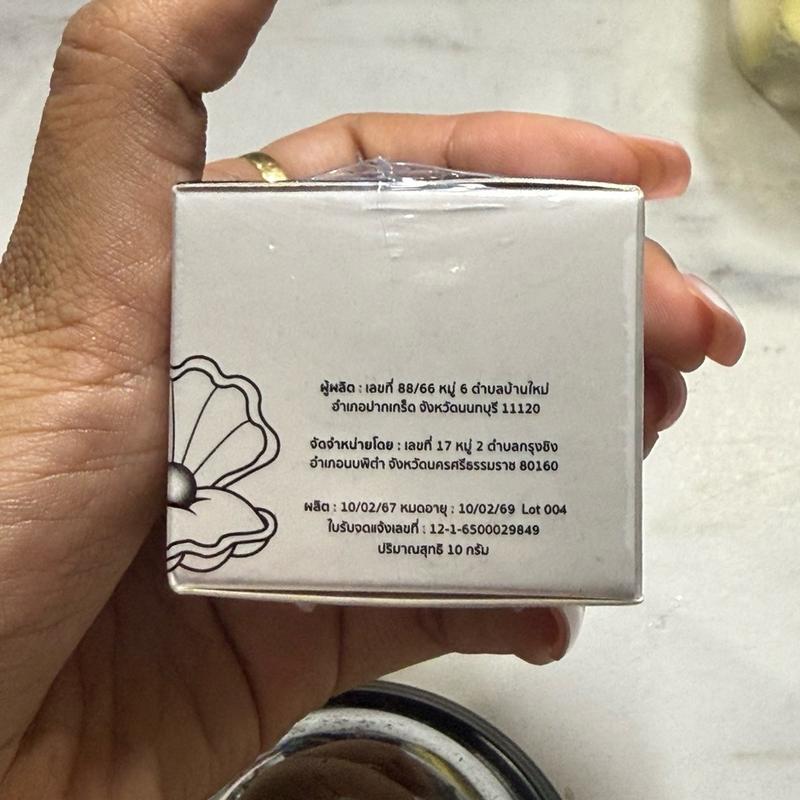 ผู้ผลิต : เลขที่ 88/66 หมู่ 6 ตำบลบ้านใหม่
อำเภอปากเกร็ด จังหวัดนนทบุรี 11120
จัดจำหน่ายโดย : เลขที่ 17 หมู่ 2 ตำบลกรุงชิง
อำเภอนบพิตำ จังหวัดนครศรีธรรมราช 80160
ผลิต : 10/02/67 หมดอายุ : 10/02/69 Lot 004
ใบรับจดแจ้งเลขที่ : 12-1-6500029849
ปริมาณสุทธิ 10 กรัม